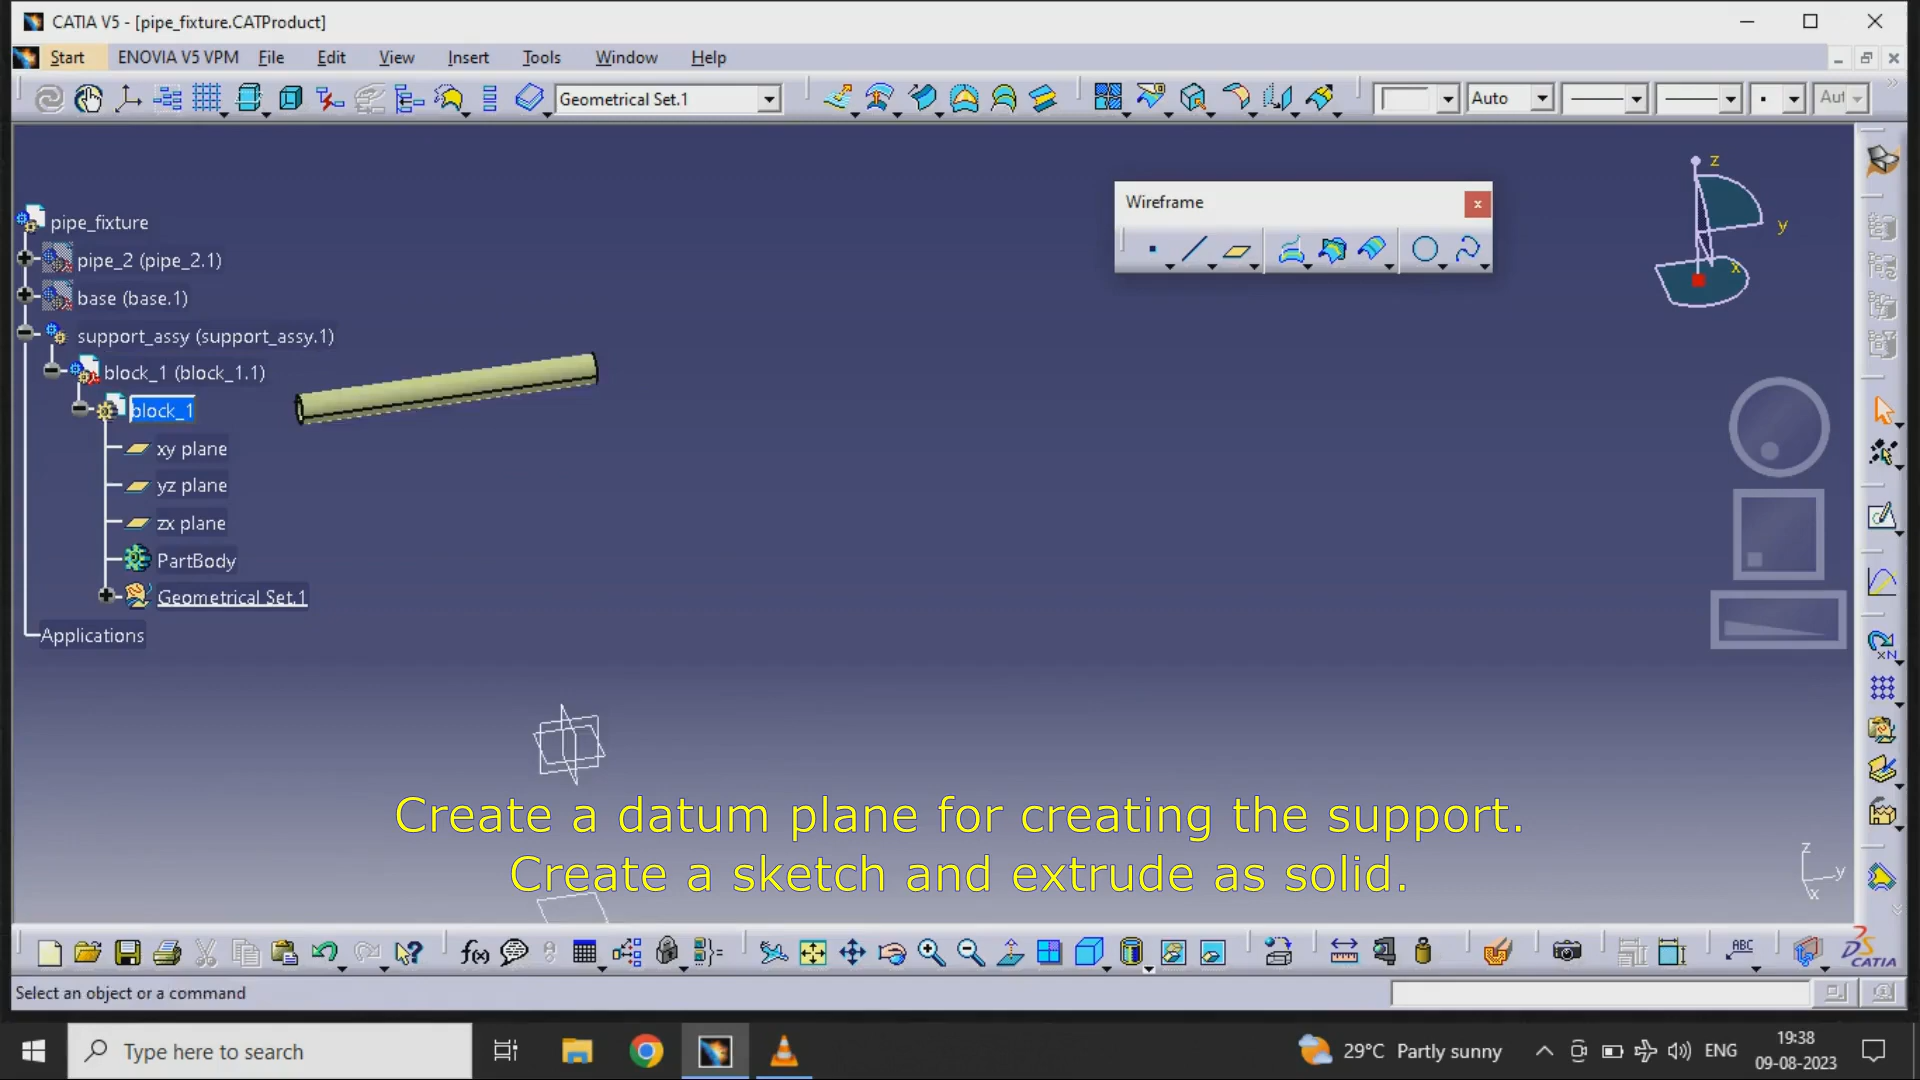 CATIA V5 - [pipe_fixture.CATProduct]
Start ENOVIA V5 VPM File Edit View Insert Tools Window Help
Geometrical Set.1
Auto
Aut
Wireframe
x
z
y
x
pipe_fixture
pipe_2 (pipe_2.1)
base (base.1)
support_assy (support_assy.1)
block_1 (block_1.1)
block_1
xy plane
yz plane
zx plane
PartBody
Geometrical Set.1
Applications
xN
Create a datum plane for creating the support.
Create a sketch and extrude as solid.
z
y
x
f(x)
ABC
CATIA
Select an object or a command
Type here to search
29°C Partly sunny
ENG
19:38
09-08-2023